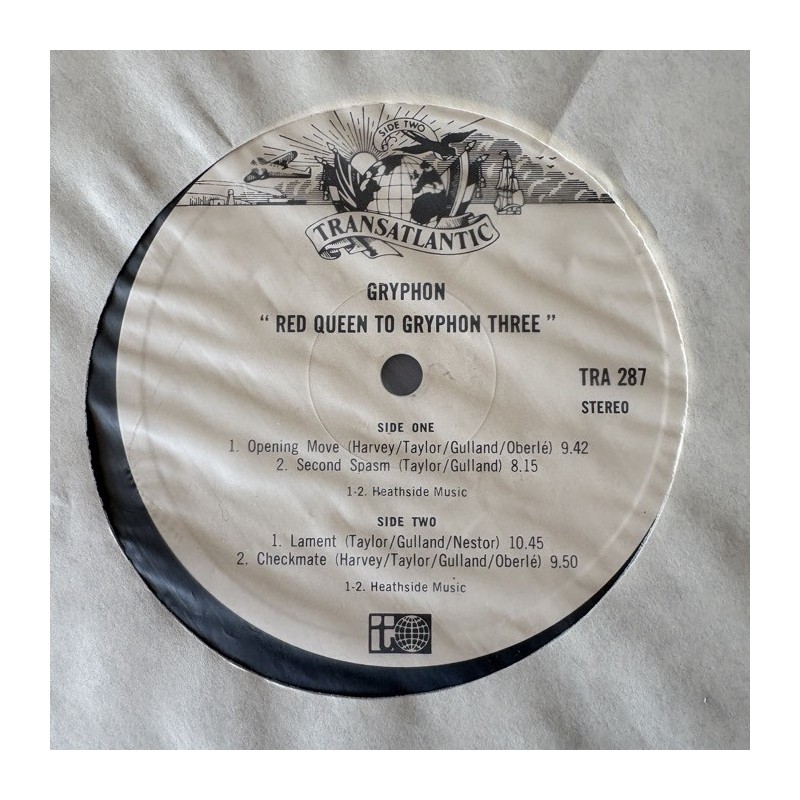 SIDE TWO
TRANSATLANTIC
GRYPHON
“ RED QUEEN TO GRYPHON THREE ”
TRA 287
STEREO
SIDE ONE
1. Opening Move (Harvey/Taylor/Gulland/Oberlé) 9.42
2. Second Spasm (Taylor/Gulland) 8.15
1-2. Heathside Music
SIDE TWO
1. Lament (Taylor/Gulland/Nestor) 10.45
2. Checkmate (Harvey/Taylor/Gulland/Oberlé) 9.50
1-2. Heathside Music
it